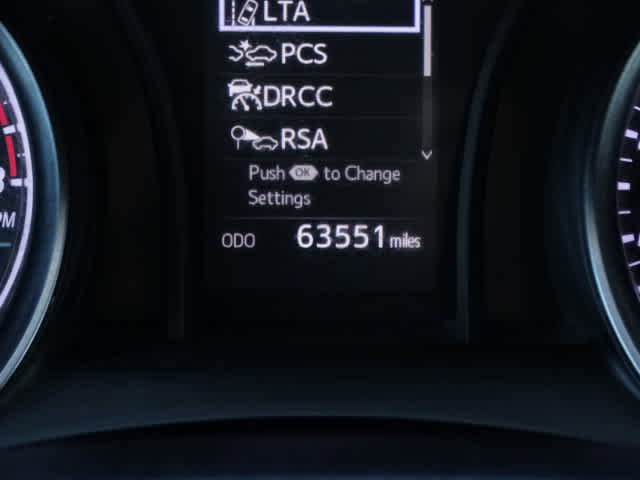 LTA
PCS
DRCC
RSA
Push OK to Change
Settings
ODO 63551 miles